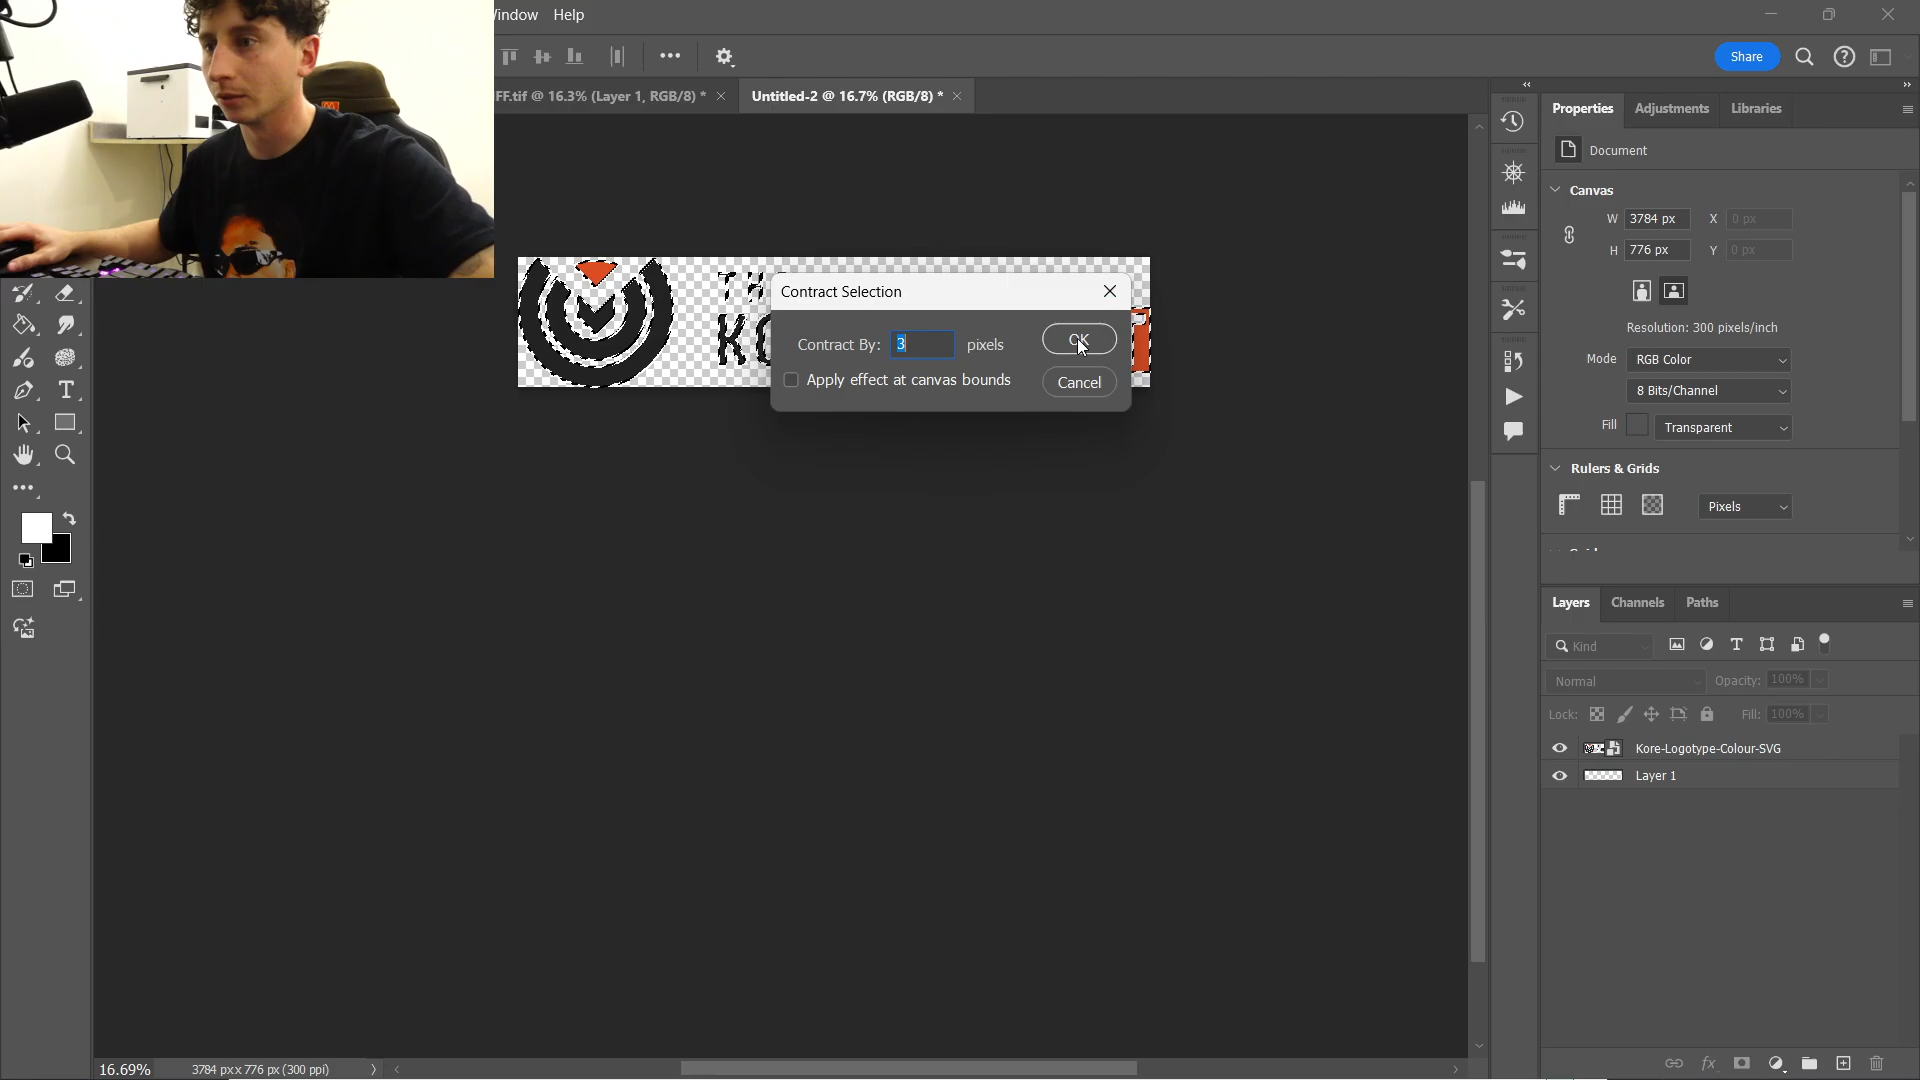 Window Help
Share
FF.tif @ 16.3% (Layer 1, RGB/8) *
Untitled-2 @ 16.7% (RGB/8) *
Properties Adjustments Libraries
Document
Canvas
W 3784 px X 0 px
H 776 px Y 0 px
Resolution: 300 pixels/inch
Mode RGB Color
8 Bits/Channel
Fill Transparent
Rulers & Grids
Pixels
Contract Selection
Contract By: 3 pixels
OK
Apply effect at canvas bounds
Cancel
Layers Channels Paths
Kind
Normal Opacity: 100%
Lock: Fill: 100%
Kore-Logotype-Colour-SVG
Layer 1
16.69% 3784 px x 776 px (300 ppi)